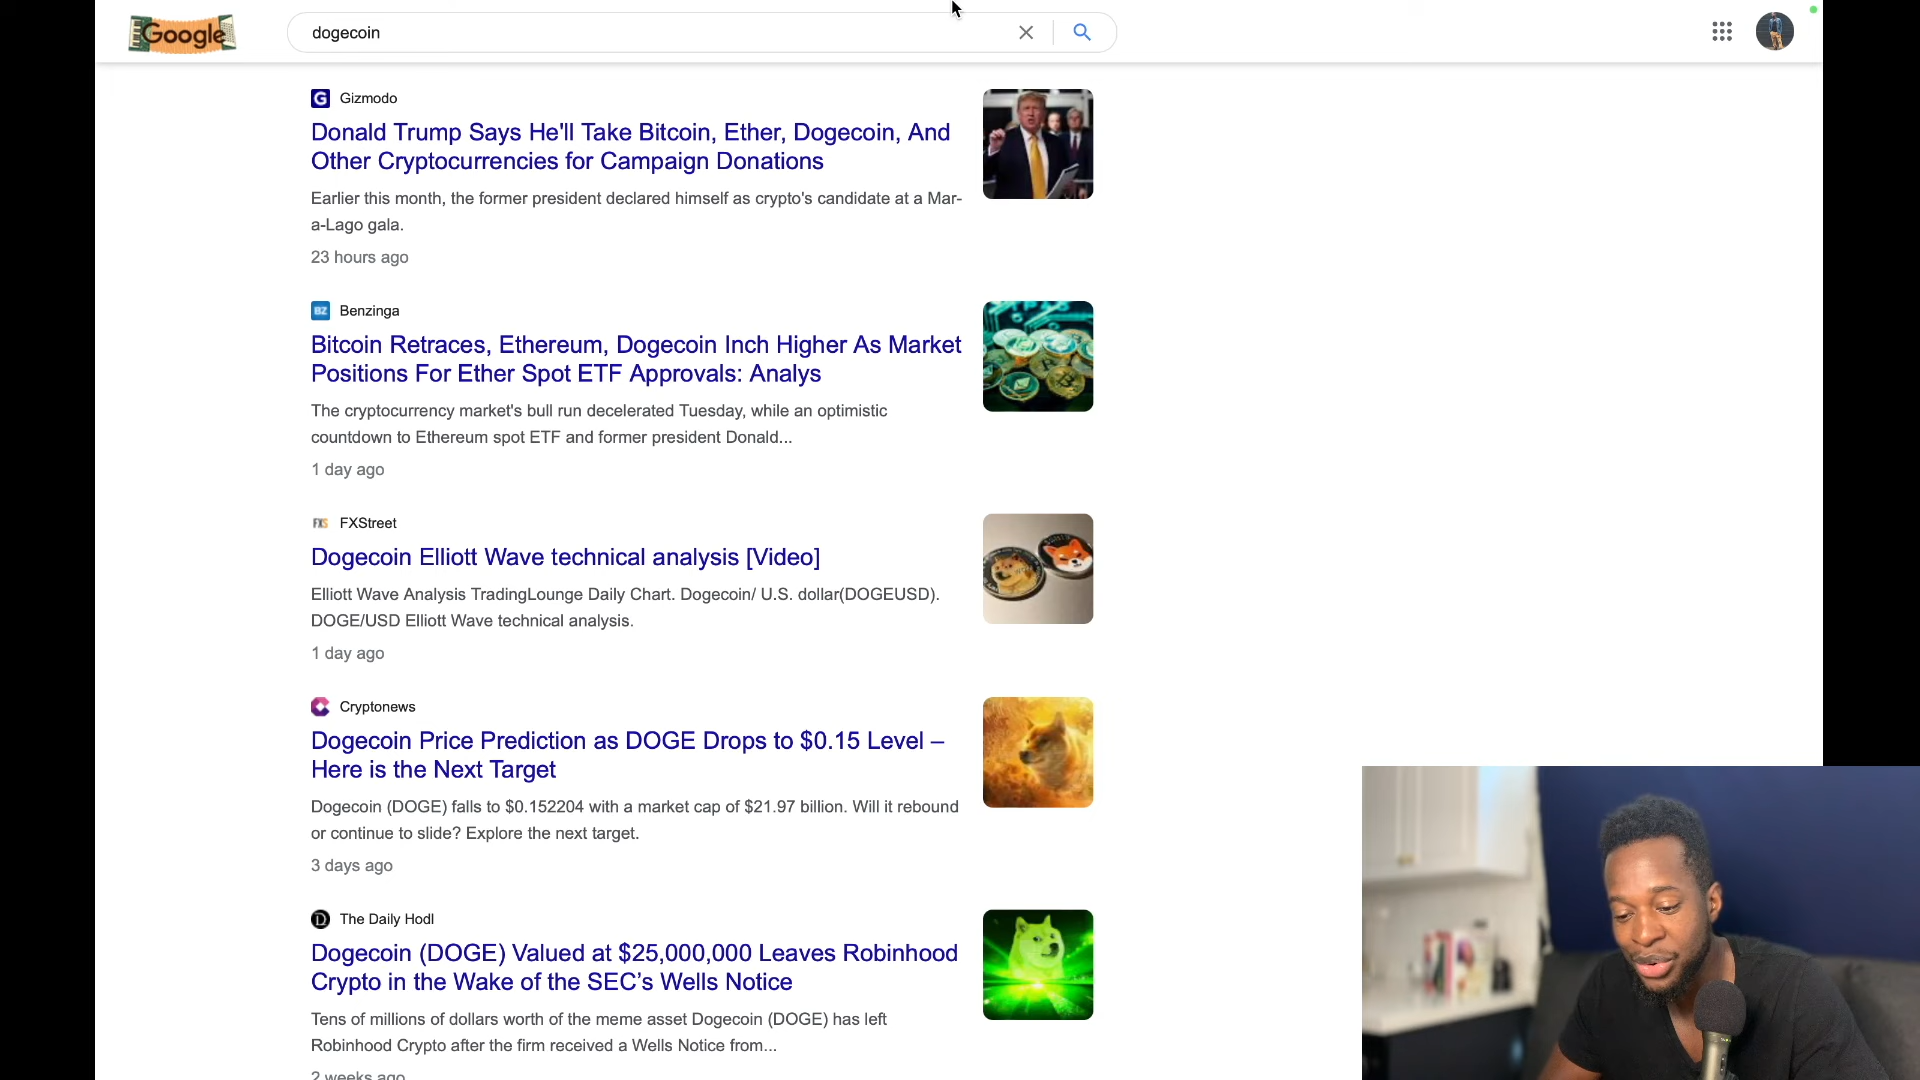 Google
dogecoin
Gizmodo
Donald Trump Says He'll Take Bitcoin, Ether, Dogecoin, And
Other Cryptocurrencies for Campaign Donations
Earlier this month, the former president declared himself as crypto's candidate at a Mar-
a-Lago gala.
23 hours ago
BZ Benzinga
Bitcoin Retraces, Ethereum, Dogecoin Inch Higher As Market
Positions For Ether Spot ETF Approvals: Analys
The cryptocurrency market's bull run decelerated Tuesday, while an optimistic
countdown to Ethereum spot ETF and former president Donald...
1 day ago
FXS FXStreet
Dogecoin Elliott Wave technical analysis [Video]
Elliott Wave Analysis TradingLounge Daily Chart. Dogecoin/ U.S. dollar(DOGEUSD).
DOGE/USD Elliott Wave technical analysis.
1 day ago
Cryptonews
Dogecoin Price Prediction as DOGE Drops to $0.15 Level –
Here is the Next Target
Dogecoin (DOGE) falls to $0.152204 with a market cap of $21.97 billion. Will it rebound
or continue to slide? Explore the next target.
3 days ago
The Daily Hodl
Dogecoin (DOGE) Valued at $25,000,000 Leaves Robinhood
Crypto in the Wake of the SEC’s Wells Notice
Tens of millions of dollars worth of the meme asset Dogecoin (DOGE) has left
Robinhood Crypto after the firm received a Wells Notice from...
2 weeks ago